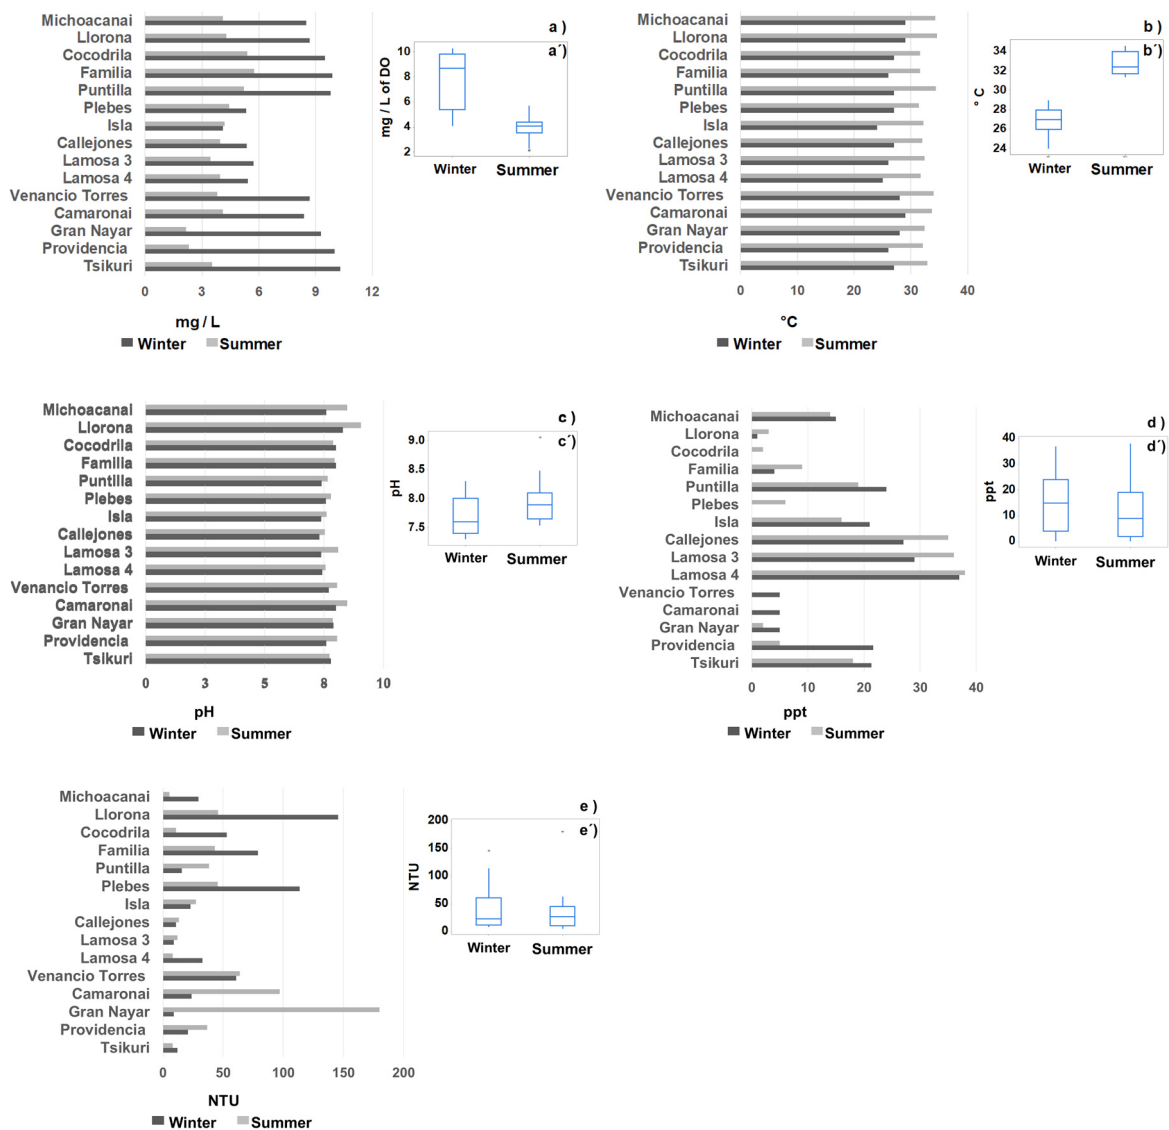 a )
Michoacanai
Llorona
Cocodrila
Familia
Puntilla
Plebes
Isla
Callejones
Lamosa 3
Lamosa 4
Venancio Torres
Camaronai
Gran Nayar
Providencia
Tsikuri
0 3 6 9 12
mg / L
Winter Summer
a´)
mg / L of DO
10
8
6
4
2
Winter Summer
b )
Michoacanai
Llorona
Cocodrila
Familia
Puntilla
Plebes
Isla
Callejones
Lamosa 3
Lamosa 4
Venancio Torres
Camaronai
Gran Nayar
Providencia
Tsikuri
0 10 20 30 40
°C
Winter Summer
b´)
° C
34
32
30
28
26
24
Winter Summer
c )
Michoacanai
Llorona
Cocodrila
Familia
Puntilla
Plebes
Isla
Callejones
Lamosa 3
Lamosa 4
Venancio Torres
Camaronai
Gran Nayar
Providencia
Tsikuri
0 3 5 8 10
pH
Winter Summer
c´)
pH
9.0
8.5
8.0
7.5
Winter Summer
d )
Michoacanai
Llorona
Cocodrila
Familia
Puntilla
Plebes
Isla
Callejones
Lamosa 3
Lamosa 4
Venancio Torres
Camaronai
Gran Nayar
Providencia
Tsikuri
0 10 20 30 40
ppt
Winter Summer
d´)
ppt
40
30
20
10
0
Winter Summer
e )
Michoacanai
Llorona
Cocodrila
Familia
Puntilla
Plebes
Isla
Callejones
Lamosa 3
Lamosa 4
Venancio Torres
Camaronai
Gran Nayar
Providencia
Tsikuri
0 50 100 150 200
NTU
Winter Summer
e´)
NTU
200
150
100
50
0
Winter Summer